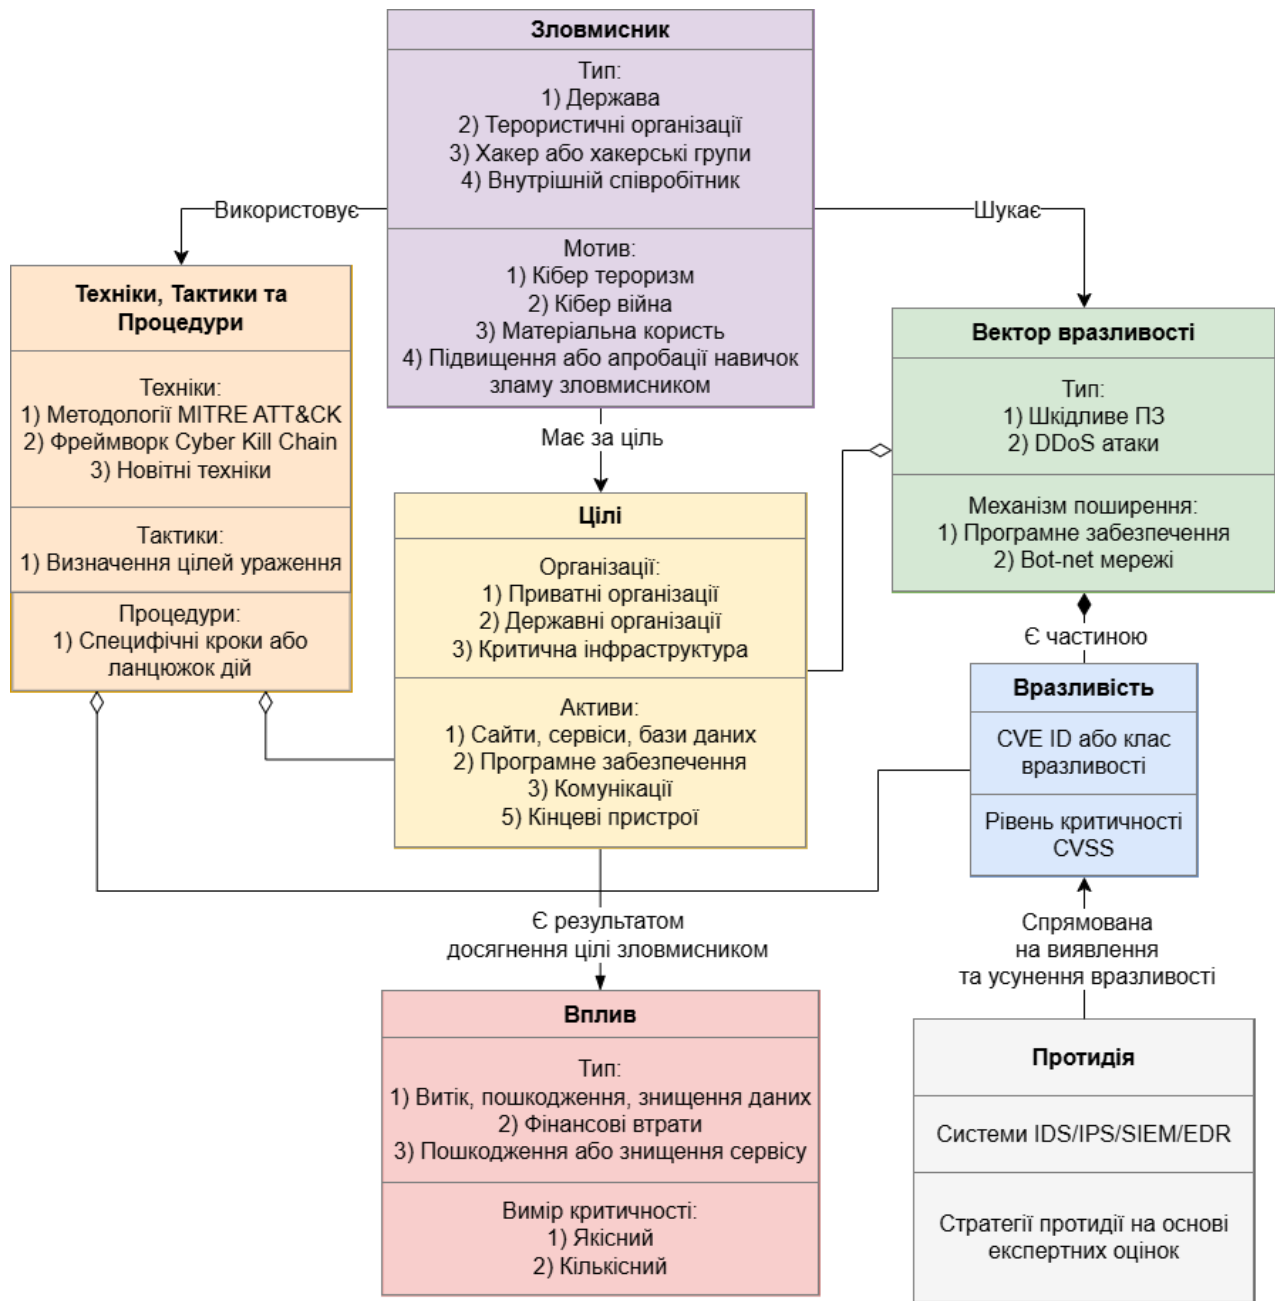 Зловмисник
Тип:
1) Держава
2) Терористичні організації
3) Хакер або хакерські групи
4) Внутрішній співробітник
Використовує
Шукає
Мотив:
1) Кібер тероризм
2) Кібер війна
3) Матеріальна користь
4) Підвищення або апробації навичок
зламу зловмисником
Техніки, Тактики та
Процедури
Техніки:
1) Методології MITRE ATT&CK
2) Фреймворк Cyber Kill Chain
3) Новітні техніки
Тактики:
1) Визначення цілей ураження
Процедури:
1) Специфічні кроки або
ланцюжок дій
Має за ціль
Вектор вразливості
Тип:
1) Шкідливе ПЗ
2) DDoS атаки
Механізм поширення:
1) Програмне забезпечення
2) Bot-net мережі
Цілі
Організації:
1) Приватні організації
2) Державні організації
3) Критична інфраструктура
Активи:
1) Сайти, сервіси, бази даних
2) Програмне забезпечення
3) Комунікації
5) Кінцеві пристрої
Є частиною
Вразливість
CVE ID або клас
вразливості
Рівень критичності
CVSS
Є результатом
досягнення цілі зловмисником
Спрямована
на виявлення
та усунення вразливості
Вплив
Тип:
1) Витік, пошкодження, знищення даних
2) Фінансові втрати
3) Пошкодження або знищення сервісу
Вимір критичності:
1) Якісний
2) Кількісний
Протидія
Системи IDS/IPS/SIEM/EDR
Стратегії протидії на основі
експертних оцінок